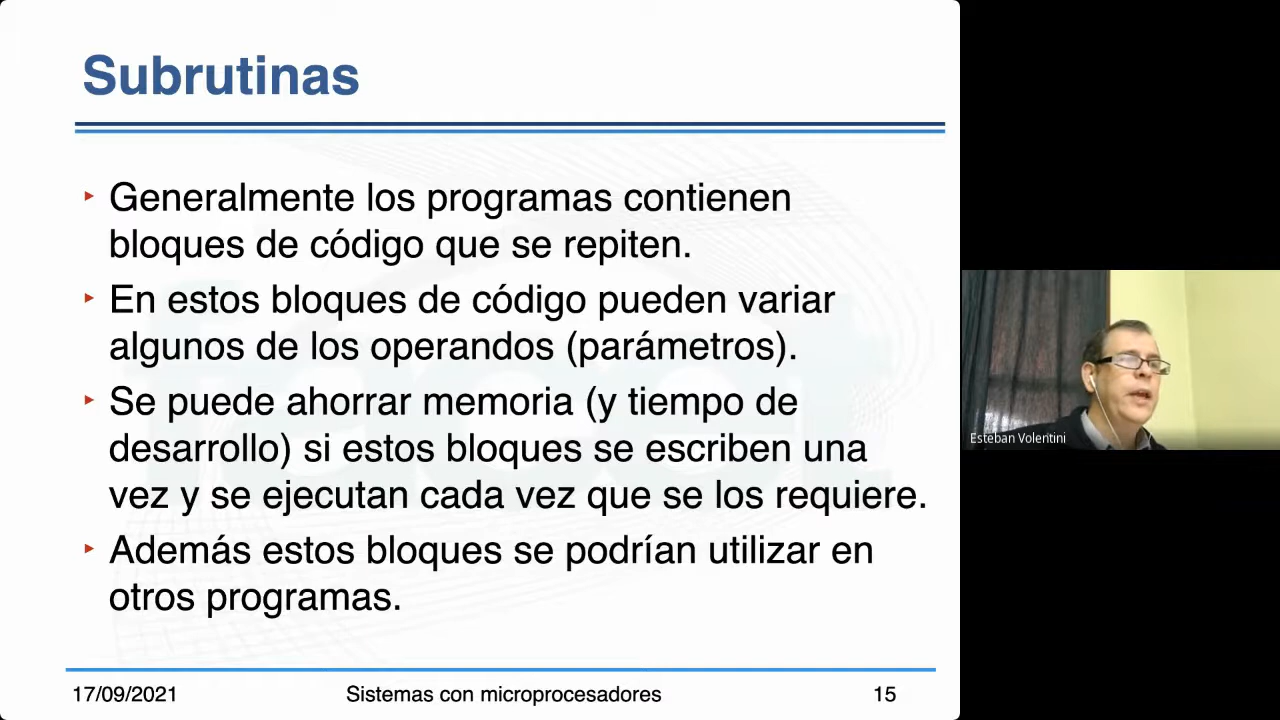 Subrutinas
Generalmente los programas contienen
bloques de código que se repiten.
En estos bloques de código pueden variar
algunos de los operandos (parámetros).
Se puede ahorrar memoria (y tiempo de
desarrollo) si estos bloques se escriben una
vez y se ejecutan cada vez que se los requiere.
Además estos bloques se podrían utilizar en
otros programas.
17/09/2021 Sistemas con microprocesadores 15
Esteban Volentini